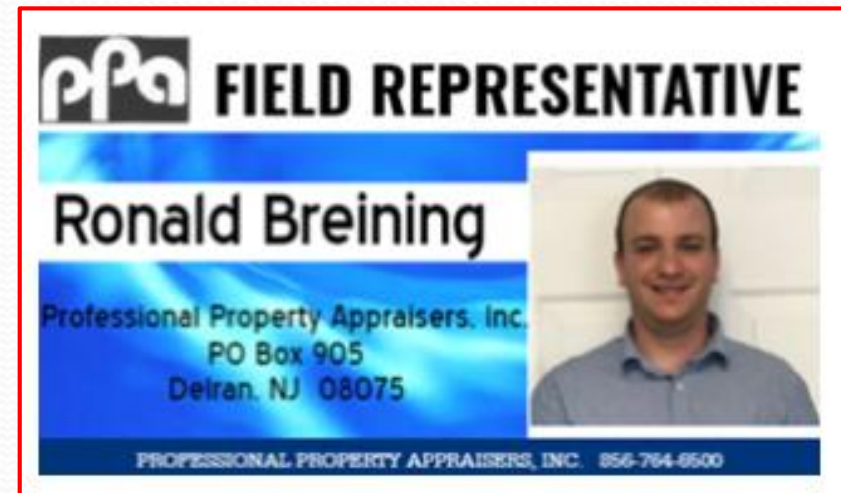 ppa FIELD REPRESENTATIVE
Ronald Breining
Professional Property Appraisers, Inc.
PO Box 905
Delran, NJ 08075
PROFESSIONAL PROPERTY APPRAISERS, INC. 856-764-6500